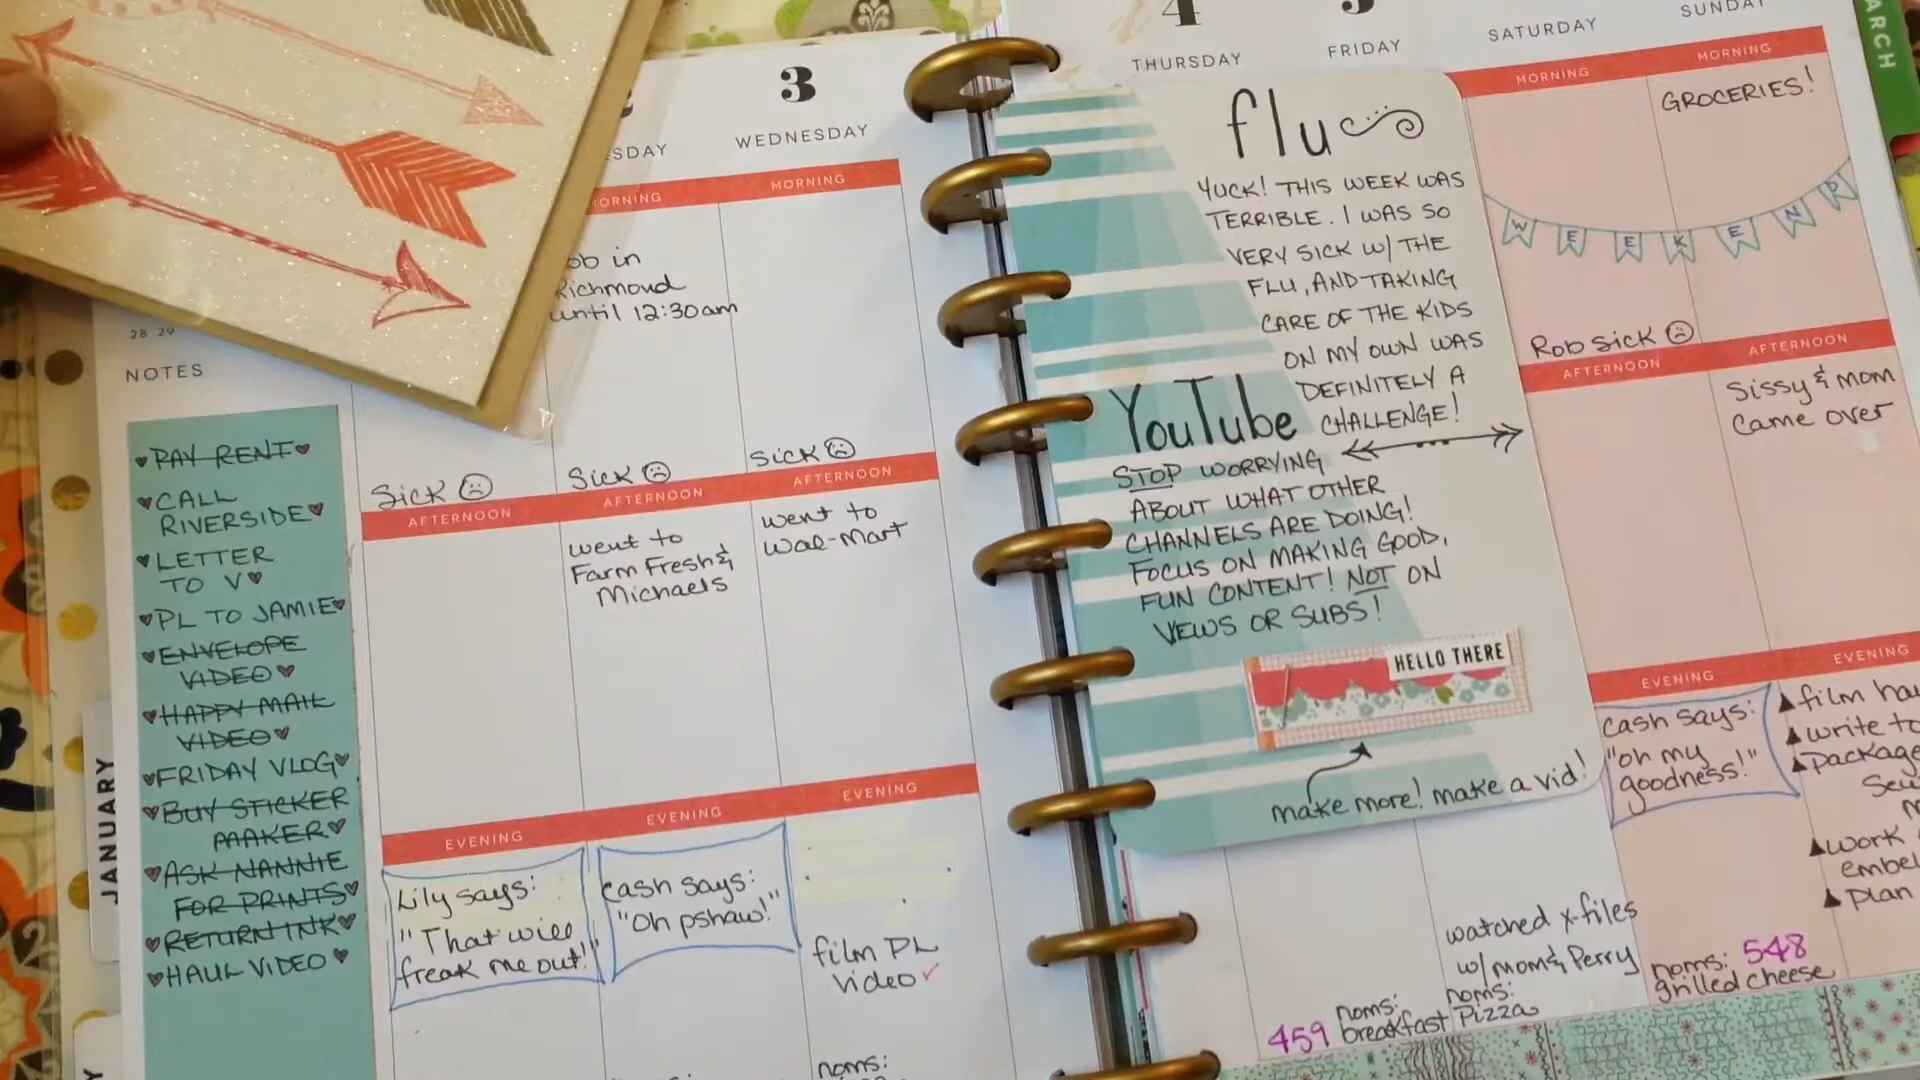 3
WEDNESDAY
MORNING
28 29
NOTES
PAY RENT
CALL
RIVERSIDE
LETTER
TO V
PL TO JAMIE
ENVELOPE
VIDEO
HAPPY MAIL
VIDEO
FRIDAY VLOG
BUY STICKER
MAKER
ASK NANNIE
FOR PRINTS
RETURN INK
HAUL VIDEO
JANUARY
Sick
AFTERNOON
EVENING
Lily says:
"That will
freak me out!"
SDAY
ORNING
ob in
Richmond
until 12:30am
Sick
AFTERNOON
went to
Farm Fresh &
Michaels
EVENING
Cash says:
"Oh pshaw!"
Sick
AFTERNOON
went to
Wal-Mart
EVENING
film PL
video
noms:
4
THURSDAY
FRIDAY
flu
YUCK! THIS WEEK WAS
TERRIBLE. I WAS SO
VERY SICK W/ THE
FLU, AND TAKING
CARE OF THE KIDS
ON MY OWN WAS
DEFINITELY A
CHALLENGE!
YouTube
STOP WORRYING
ABOUT WHAT OTHER
CHANNELS ARE DOING!
FOCUS ON MAKING GOOD,
FUN CONTENT! NOT ON
VEWS OR SUBS!
HELLO THERE
make more! make a vid!
459
noms:
breakfast
watched x-files
w/ mom & Perry
noms:
Pizza
SATURDAY
MORNING
WEEKEND
Rob Sick
AFTERNOON
EVENING
cash says:
"oh my
goodness!"
noms: 548
grilled cheese
SUNDAY
MORNING
GROCERIES!
AFTERNOON
Sissy & Mom
came over
EVENING
film hau
write to
package
work
embel
plan
ARCH